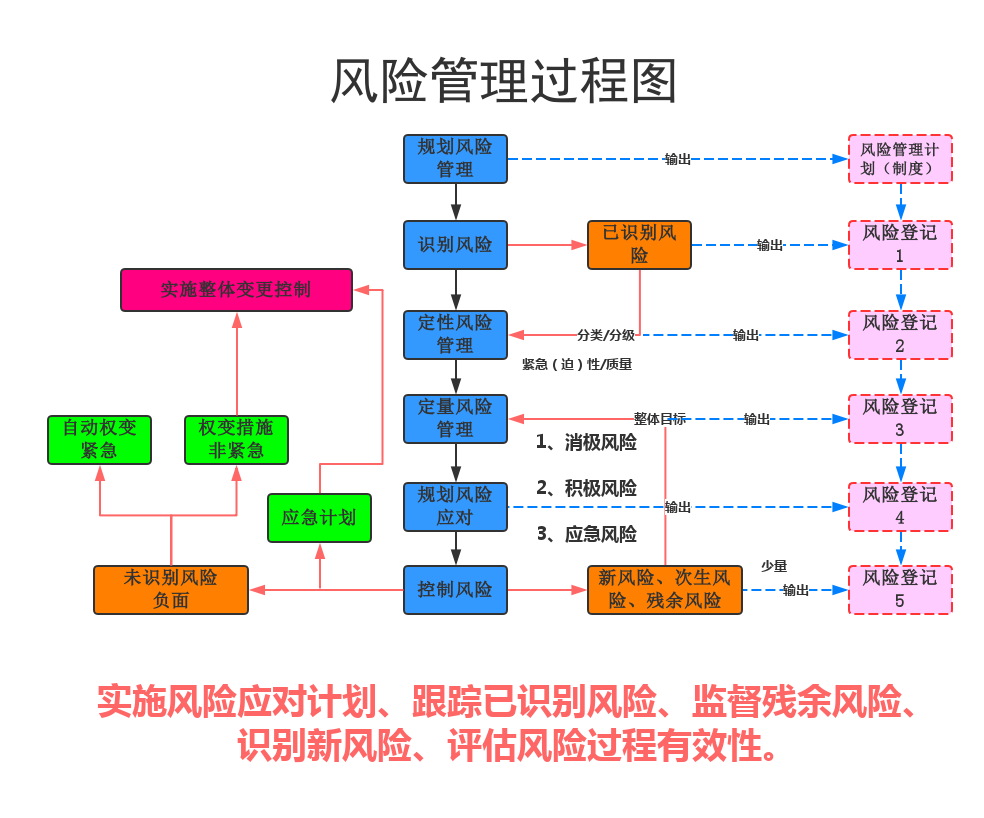 风险管理过程图
规划风险
管理
输出
风险管理计
划（制度）
识别风险
已识别风
险
输出
风险登记
1
实施整体变更控制
定性风险
管理
分类/分级
输出
风险登记
2
紧急（迫）性/质量
自动权变
紧急
权变措施
非紧急
定量风险
管理
整体目标
输出
风险登记
3
1、消极风险
2、积极风险
3、应急风险
应急计划
规划风险
应对
输出
风险登记
4
未识别风险
负面
控制风险
新风险、次生风
险、残余风险
少量
输出
风险登记
5
实施风险应对计划、跟踪已识别风险、监督残余风险、
识别新风险、评估风险过程有效性。